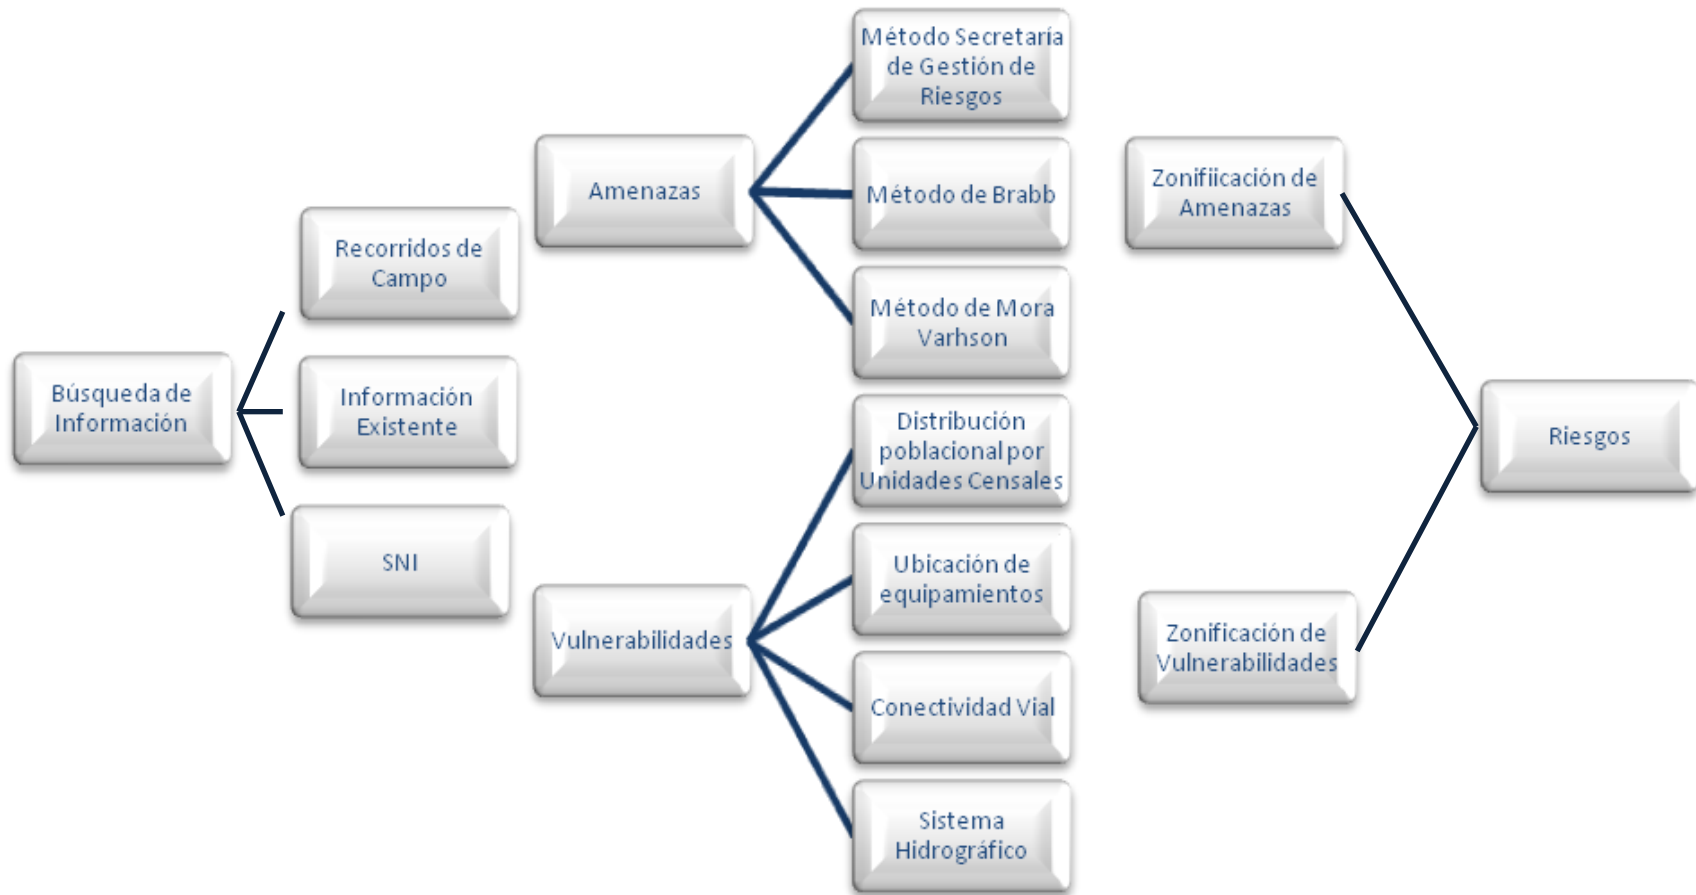 Búsqueda de
Información
Recorridos de
Campo
Información
Existente
SNI
Amenazas
Vulnerabilidades
Método Secretaría
de Gestión de
Riesgos
Método de Brabb
Método de Mora
Varhson
Distribución
poblacional por
Unidades Censales
Ubicación de
equipamientos
Conectividad Vial
Sistema
Hidrográfico
Zonifiicación de
Amenazas
Zonificación de
Vulnerabilidades
Riesgos